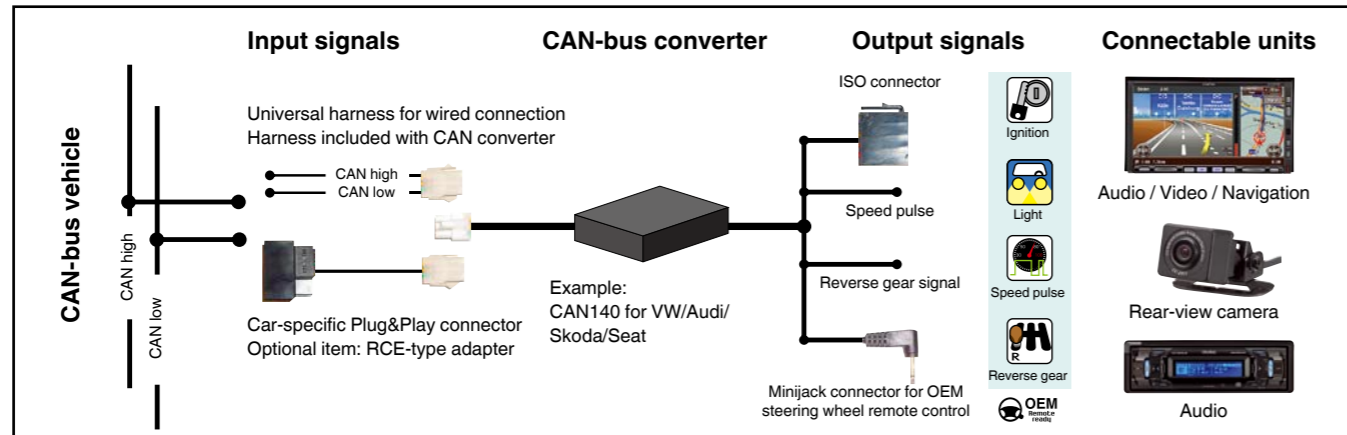 Input signals
CAN-bus converter
Output signals
Connectable units
CAN-bus vehicle
CAN high
CAN low
Universal harness for wired connection
Harness included with CAN converter
CAN high
CAN low
Car-specific Plug&Play connector
Optional item: RCE-type adapter
Example:
CAN140 for VW/Audi/
Skoda/Seat
ISO connector
Speed pulse
Reverse gear signal
Minijack connector for OEM
steering wheel remote control
Ignition
Light
Speed pulse
R
Reverse gear
OEM
Remote
ready
Audio / Video / Navigation
Rear-view camera
Audio